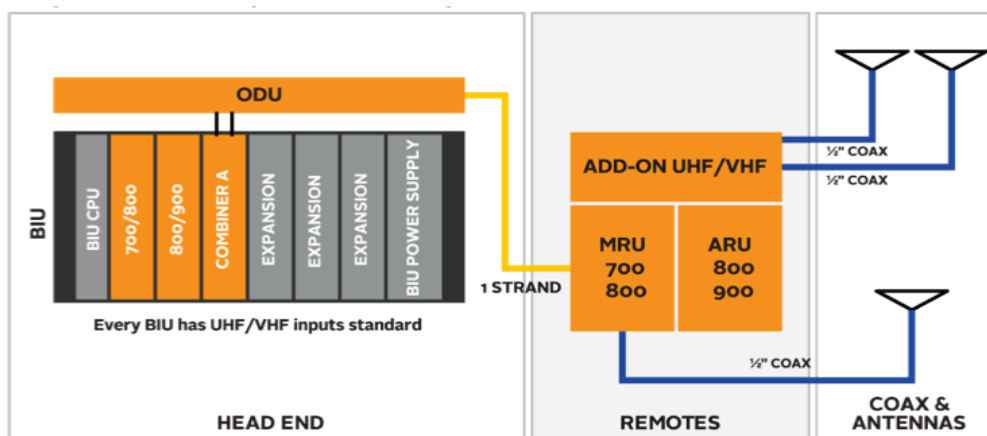 ODU
BIU
BIU CPU
700/800
800/900
COMBINER A
EXPANSION
EXPANSION
EXPANSION
BIU POWER SUPPLY
Every BIU has UHF/VHF inputs standard
HEAD END
1 STRAND
ADD-ON UHF/VHF
MRU
700
800
ARU
800
900
REMOTES
½" COAX
½" COAX
½" COAX
COAX &
ANTENNAS